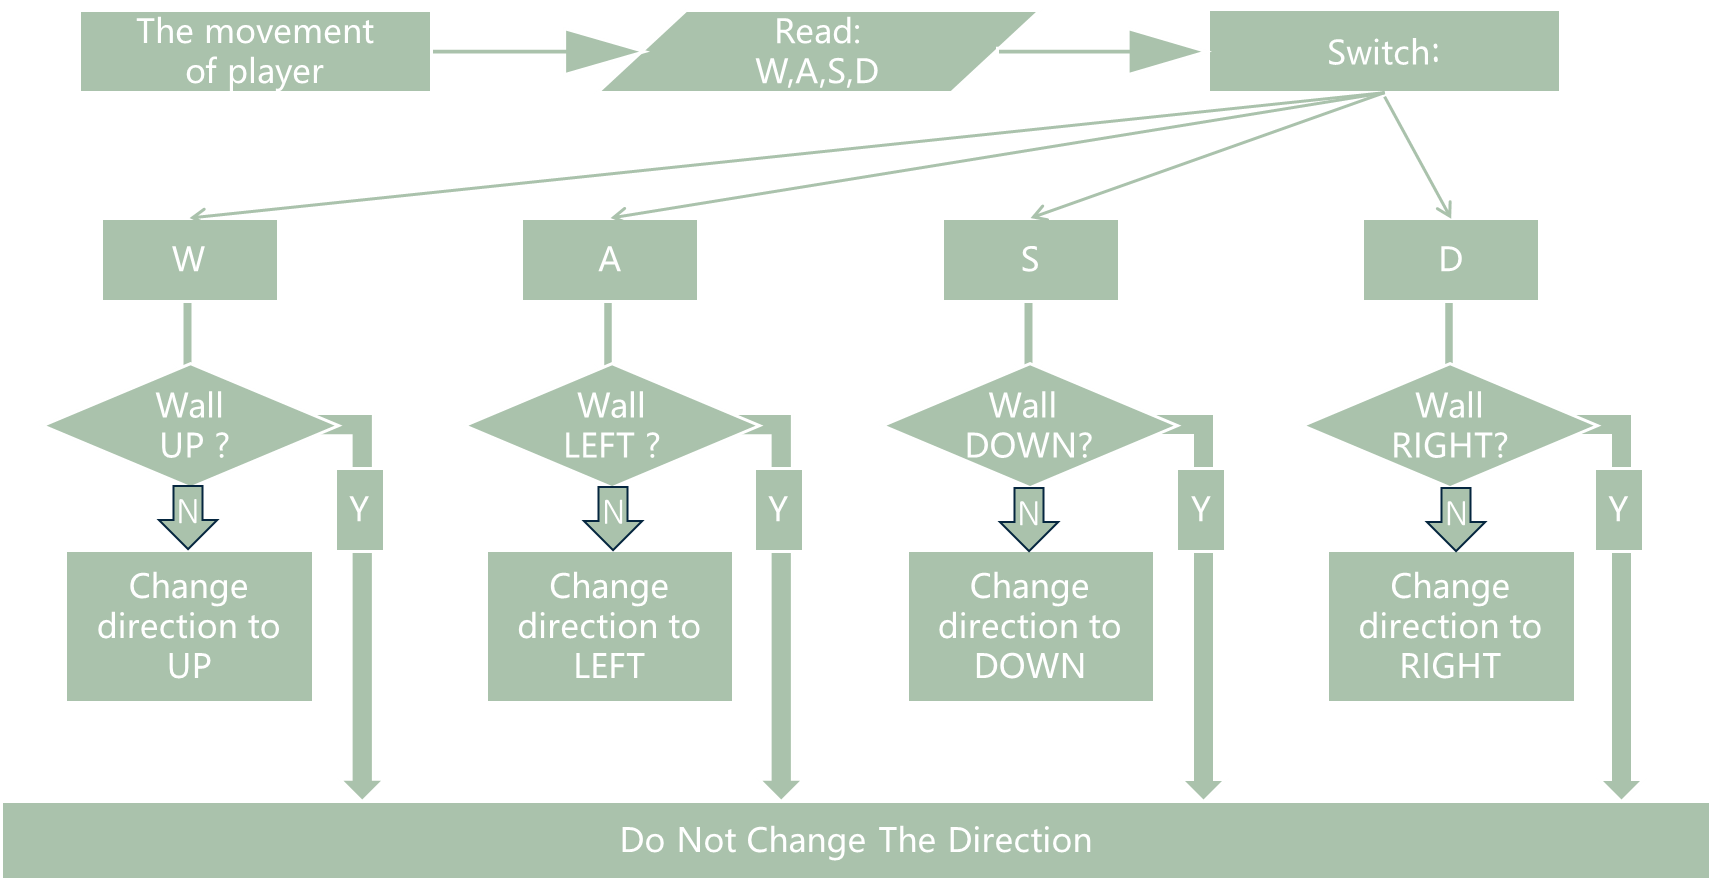 The movement
of player
Read:
W,A,S,D
Switch:
W
A
S
D
Wall
UP ?
Wall
LEFT ?
Wall
DOWN?
Wall
RIGHT?
N
Y
N
Y
N
Y
N
Y
Change
direction to
UP
Change
direction to
LEFT
Change
direction to
DOWN
Change
direction to
RIGHT
Do Not Change The Direction